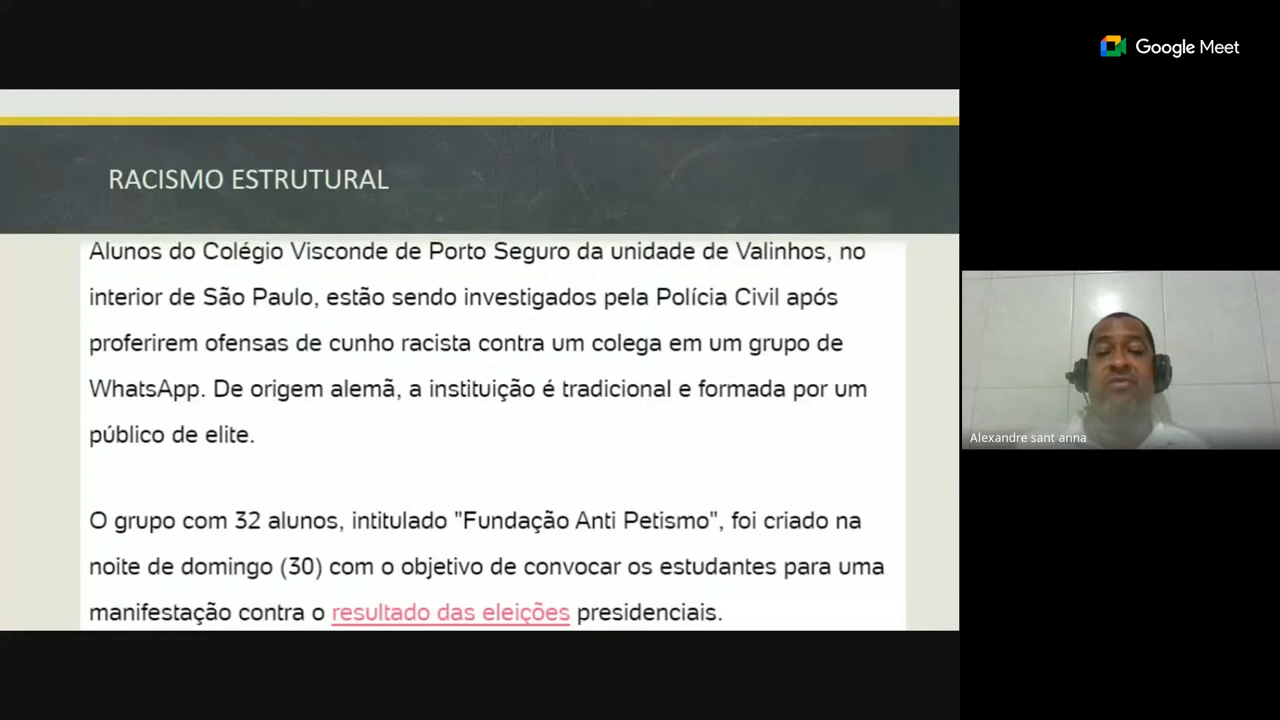 Google Meet
RACISMO ESTRUTURAL
Alunos do Colégio Visconde de Porto Seguro da unidade de Valinhos, no
interior de São Paulo, estão sendo investigados pela Polícia Civil após
proferirem ofensas de cunho racista contra um colega em um grupo de
WhatsApp. De origem alemã, a instituição é tradicional e formada por um
público de elite.
O grupo com 32 alunos, intitulado "Fundação Anti Petismo", foi criado na
noite de domingo (30) com o objetivo de convocar os estudantes para uma
manifestação contra o resultado das eleições presidenciais.
Alexandre sant anna